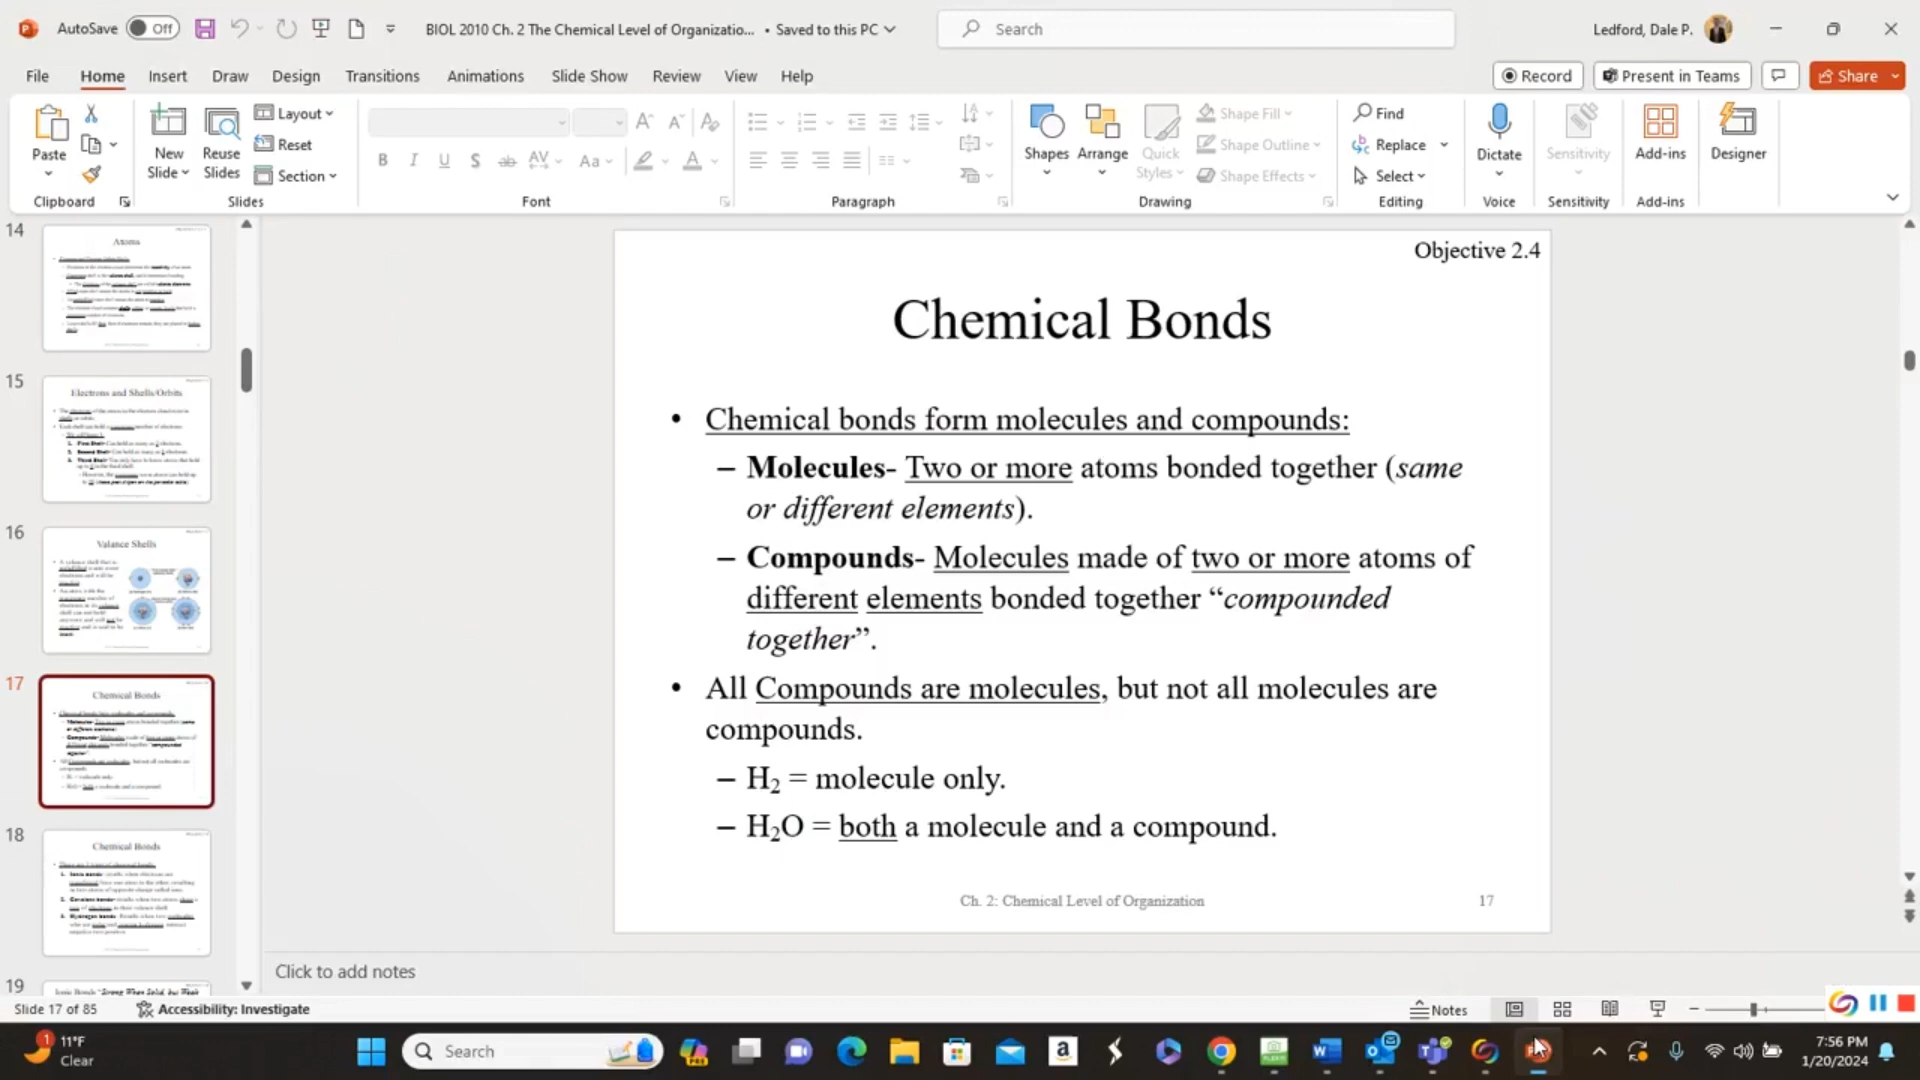 AutoSave Off BIOL 2010 Ch. 2 The Chemical Level of Organizatio... • Saved to this PC Search Ledford, Dale P.
File Home Insert Draw Design Transitions Animations Slide Show Review View Help Record Present in Teams Share
Paste
New Slide
Reuse Slides
Layout
Reset
Section
B I U S ab AV Aa A
Shapes Arrange Quick Styles
Shape Fill
Shape Outline
Shape Effects
Find
Replace
Select
Dictate Sensitivity Add-ins Designer
Clipboard Slides Font Paragraph Drawing Editing Voice Sensitivity Add-ins
14
Atoms
15
Electrons and Shells/Orbits
16
Valance Shells
17
Chemical Bonds
18
Chemical Bonds
19
Objective 2.4
Chemical Bonds
• Chemical bonds form molecules and compounds:
– Molecules- Two or more atoms bonded together (same
or different elements).
– Compounds- Molecules made of two or more atoms of
different elements bonded together “compounded
together”.
• All Compounds are molecules, but not all molecules are
compounds.
– H₂ = molecule only.
– H₂O = both a molecule and a compound.
Ch. 2: Chemical Level of Organization 17
Click to add notes
Slide 17 of 85 Accessibility: Investigate Notes
1 11°F
Clear
Search
7:56 PM
1/20/2024